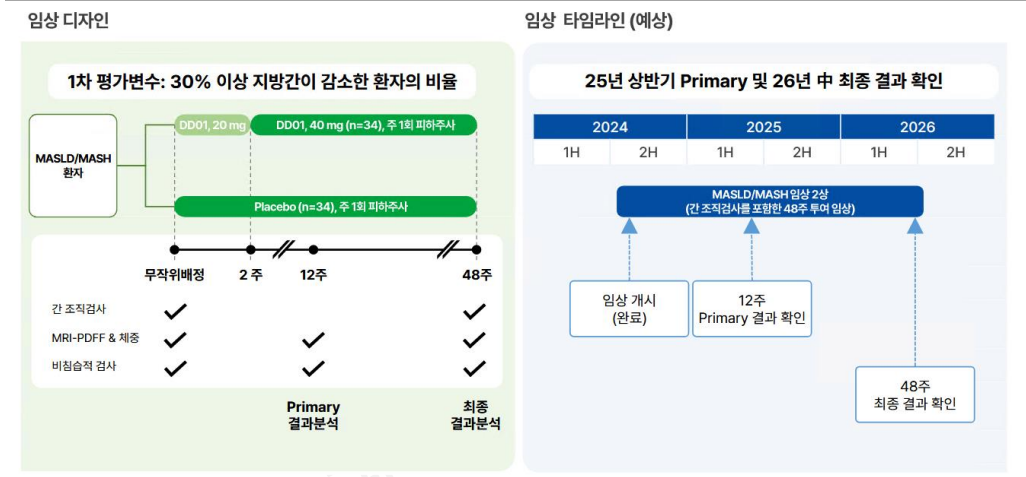 임상 디자인
1차 평가변수: 30% 이상 지방간이 감소한 환자의 비율
MASLD/MASH
환자
DD01, 20 mg
DD01, 40 mg (n=34), 주 1회 피하주사
Placebo (n=34), 주 1회 피하주사
무작위배정
2 주
12주
48주
간 조직검사
MRI-PDFF & 체중
비침습적 검사
Primary
결과분석
최종
결과분석
임상 타임라인 (예상)
25년 상반기 Primary 및 26년 中 최종 결과 확인
2024 2025 2026
1H 2H 1H 2H 1H 2H
MASLD/MASH 임상 2상
(간 조직검사를 포함한 48주 투여 임상)
임상 개시
(완료)
12주
Primary 결과 확인
48주
최종 결과 확인